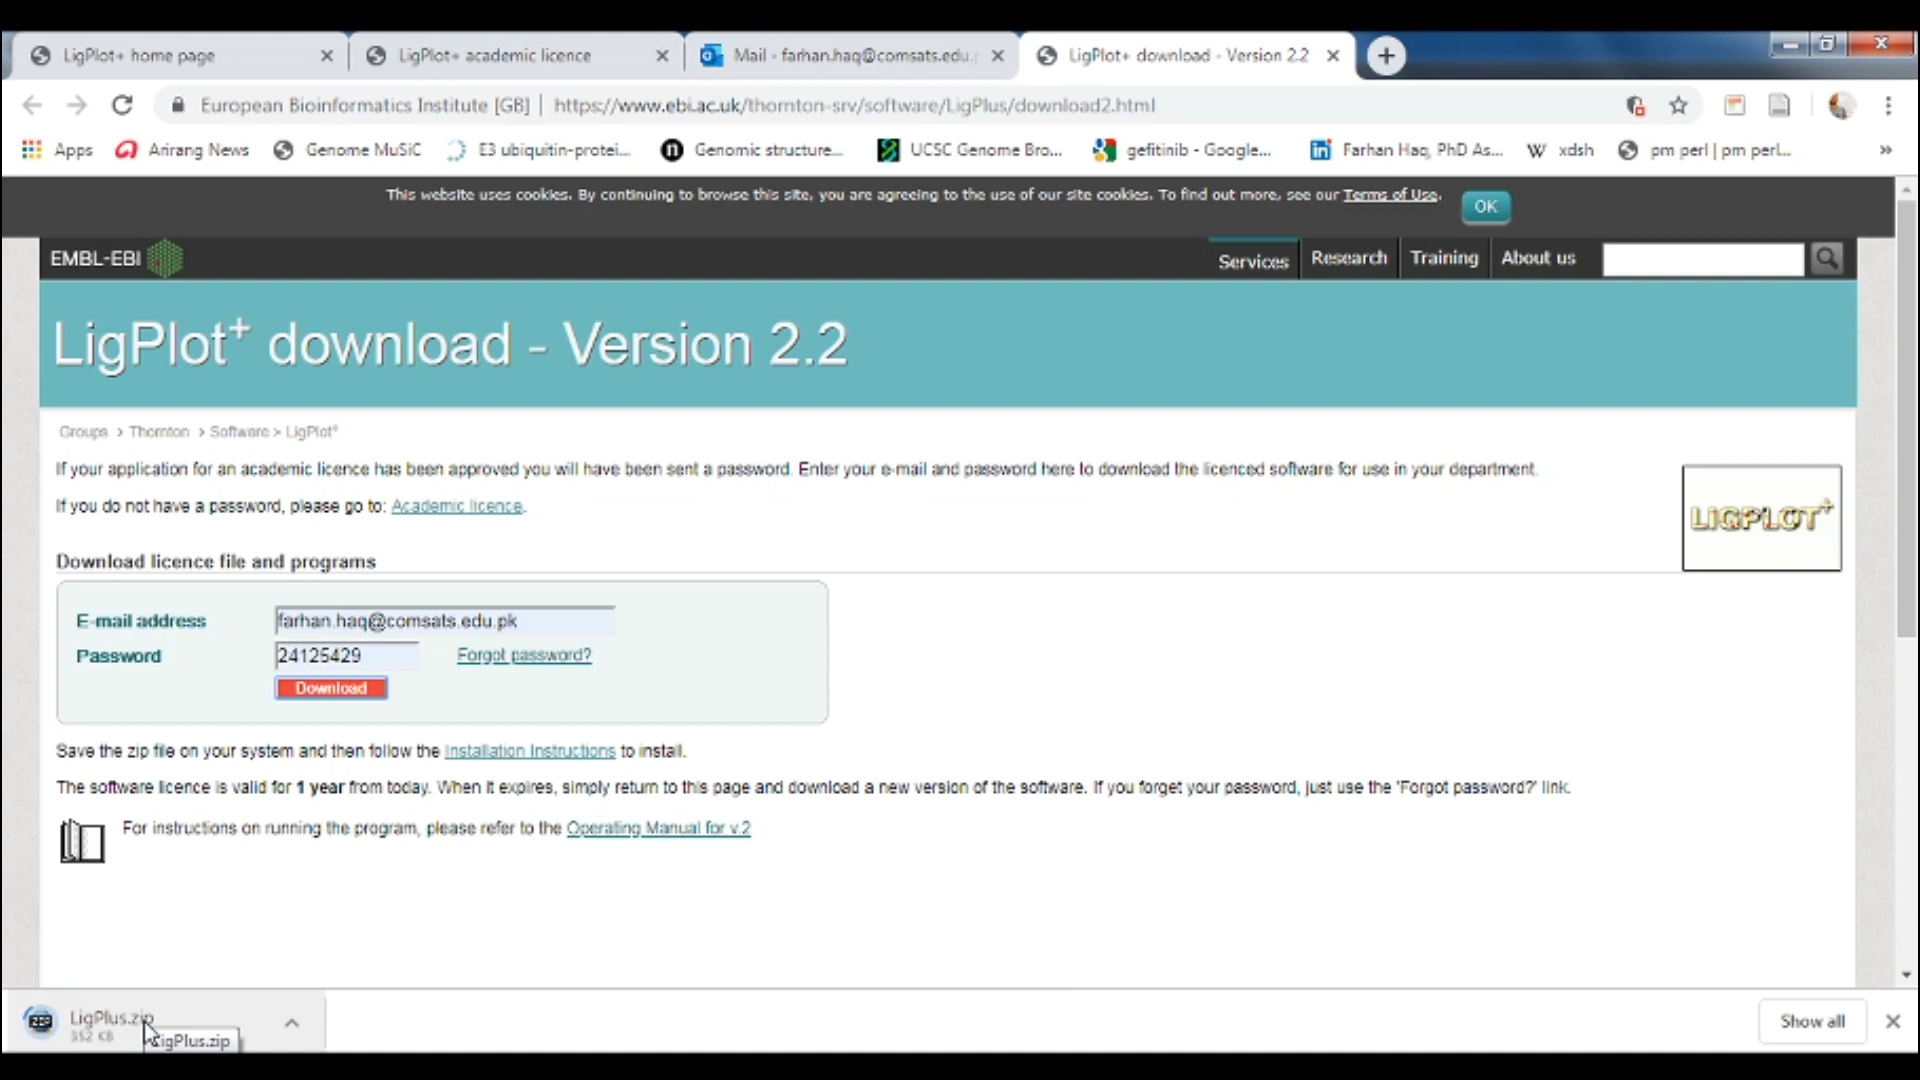 LigPlot+ home page
LigPlot+ academic licence
Mail - farhan.haq@comsats.edu.
LigPlot+ download - Version 2.2
European Bioinformatics Institute [GB] | https://www.ebi.ac.uk/thornton-srv/software/LigPlus/download2.html
Apps
Arirang News
Genome MuSiC
E3 ubiquitin-protei...
Genomic structure...
UCSC Genome Bro...
gefitinib - Google...
Farhan Haq, PhD As...
xdsh
pm perl | pm perl...
This website uses cookies. By continuing to browse this site, you are agreeing to the use of our site cookies. To find out more, see our Terms of Use.
OK
EMBL-EBI
Services
Research
Training
About us
LigPlot+ download - Version 2.2
Groups > Thornton > Software > LigPlot+
If your application for an academic licence has been approved you will have been sent a password. Enter your e-mail and password here to download the licenced software for use in your department.
If you do not have a password, please go to: Academic licence.
LIGPLOT+
Download licence file and programs
E-mail address
farhan.haq@comsats.edu.pk
Password
24125429
Forgot password?
Download
Save the zip file on your system and then follow the Installation Instructions to install.
The software licence is valid for 1 year from today. When it expires, simply return to this page and download a new version of the software. If you forget your password, just use the 'Forgot password?' link.
For instructions on running the program, please refer to the Operating Manual for v.2
LigPlus.zip
352 KB
LigPlus.zip
Show all